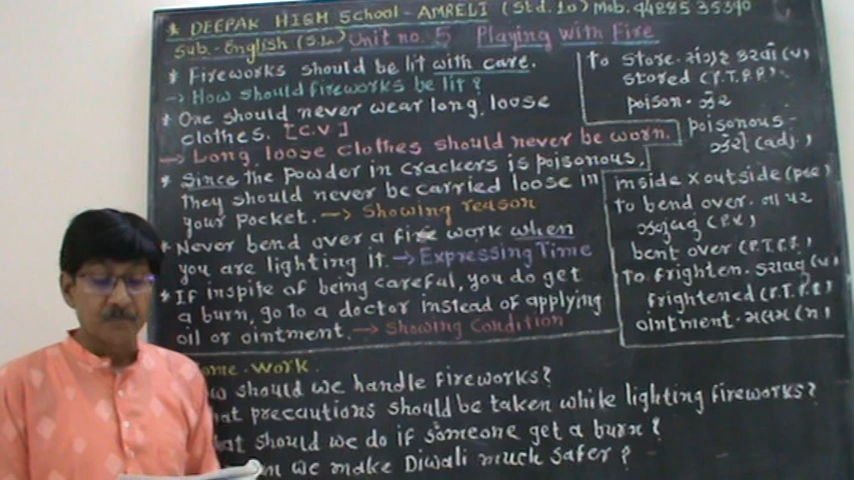 * DEEPAK HIGH School - AMRELI (Std. 10) Mob. 94285 35390
Sub. - English (S.L.) Unit no. 5 Playing with Fire
* Fireworks should be lit with care.
→ How should fireworks be lit?
* One should never wear long, loose
clothes. [C.V]
→ Long, loose clothes should never be worn.
* Since the powder in crackers is poisonous,
they should never be carried loose in
your pocket. → Showing reason
* Never bend over a fire work when
you are lighting it. → Expressing Time
* If inspite of being careful, you do get
a burn, go to a doctor instead of applying
oil or ointment. → Showing Condition
to store. સંગ્રહ કરવો (v)
stored (P.T.P.P.)
poison. ઝેર
poisonous -
ઝેરી (adj.)
inside x outside
to bend over. ના પર
ઝૂકવું
bent over (P.T.P.P.)
To frighten. ડરાવવું (v)
frightened (P.T.P.P.)
ointment. મલમ (n)
ome-work.
ow should we handle fireworks?
at precautions should be taken while lighting fireworks?
at should we do if someone get a burn?
n we make Diwali much safer?